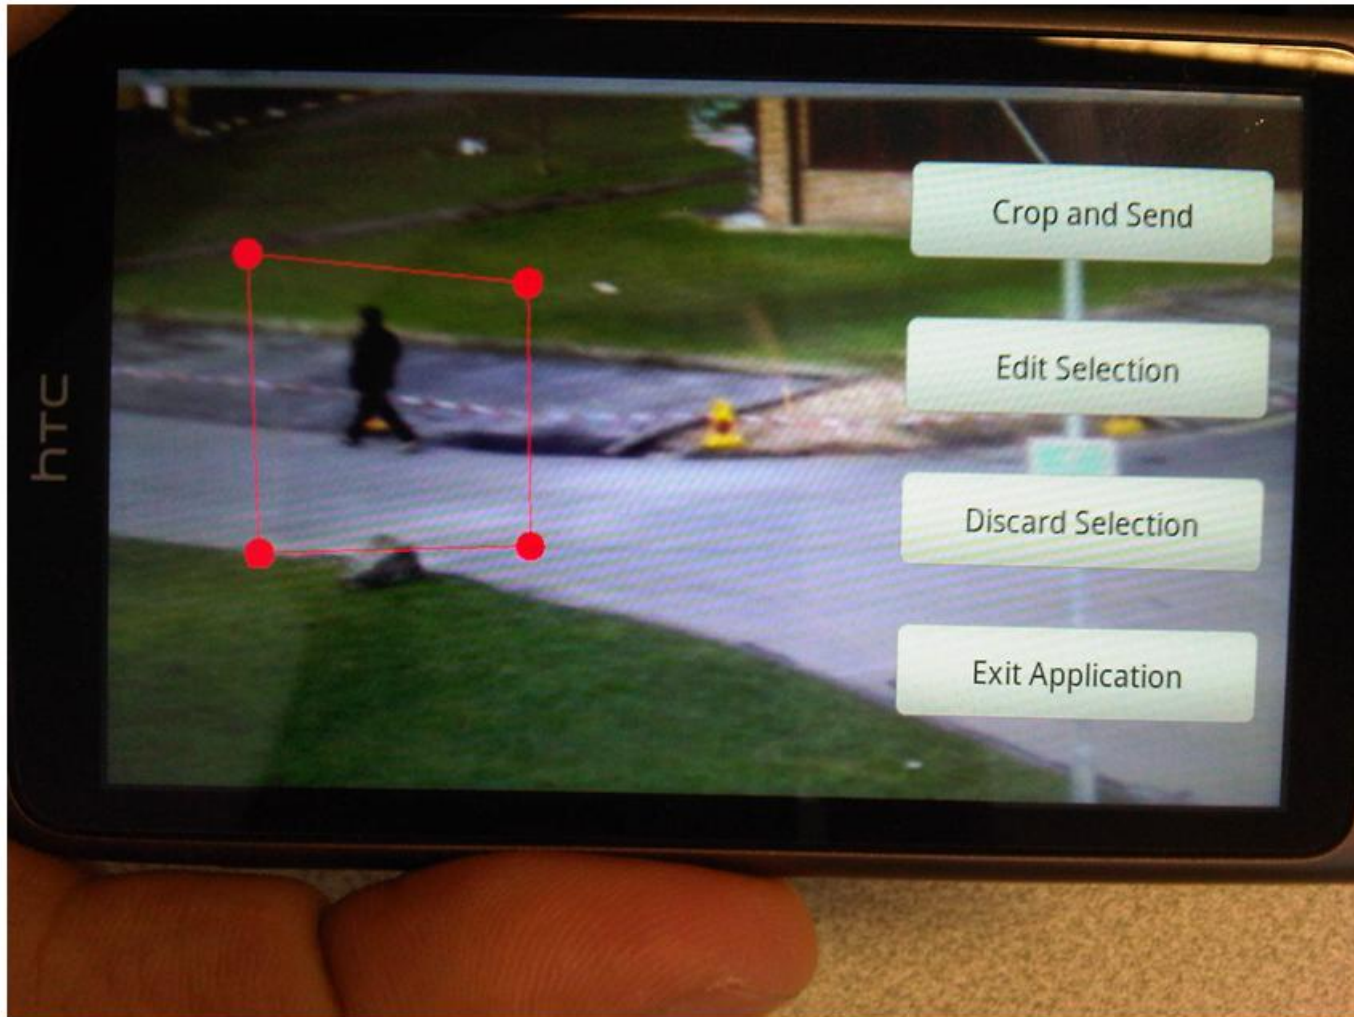 hTC
Crop and Send
Edit Selection
Discard Selection
Exit Application